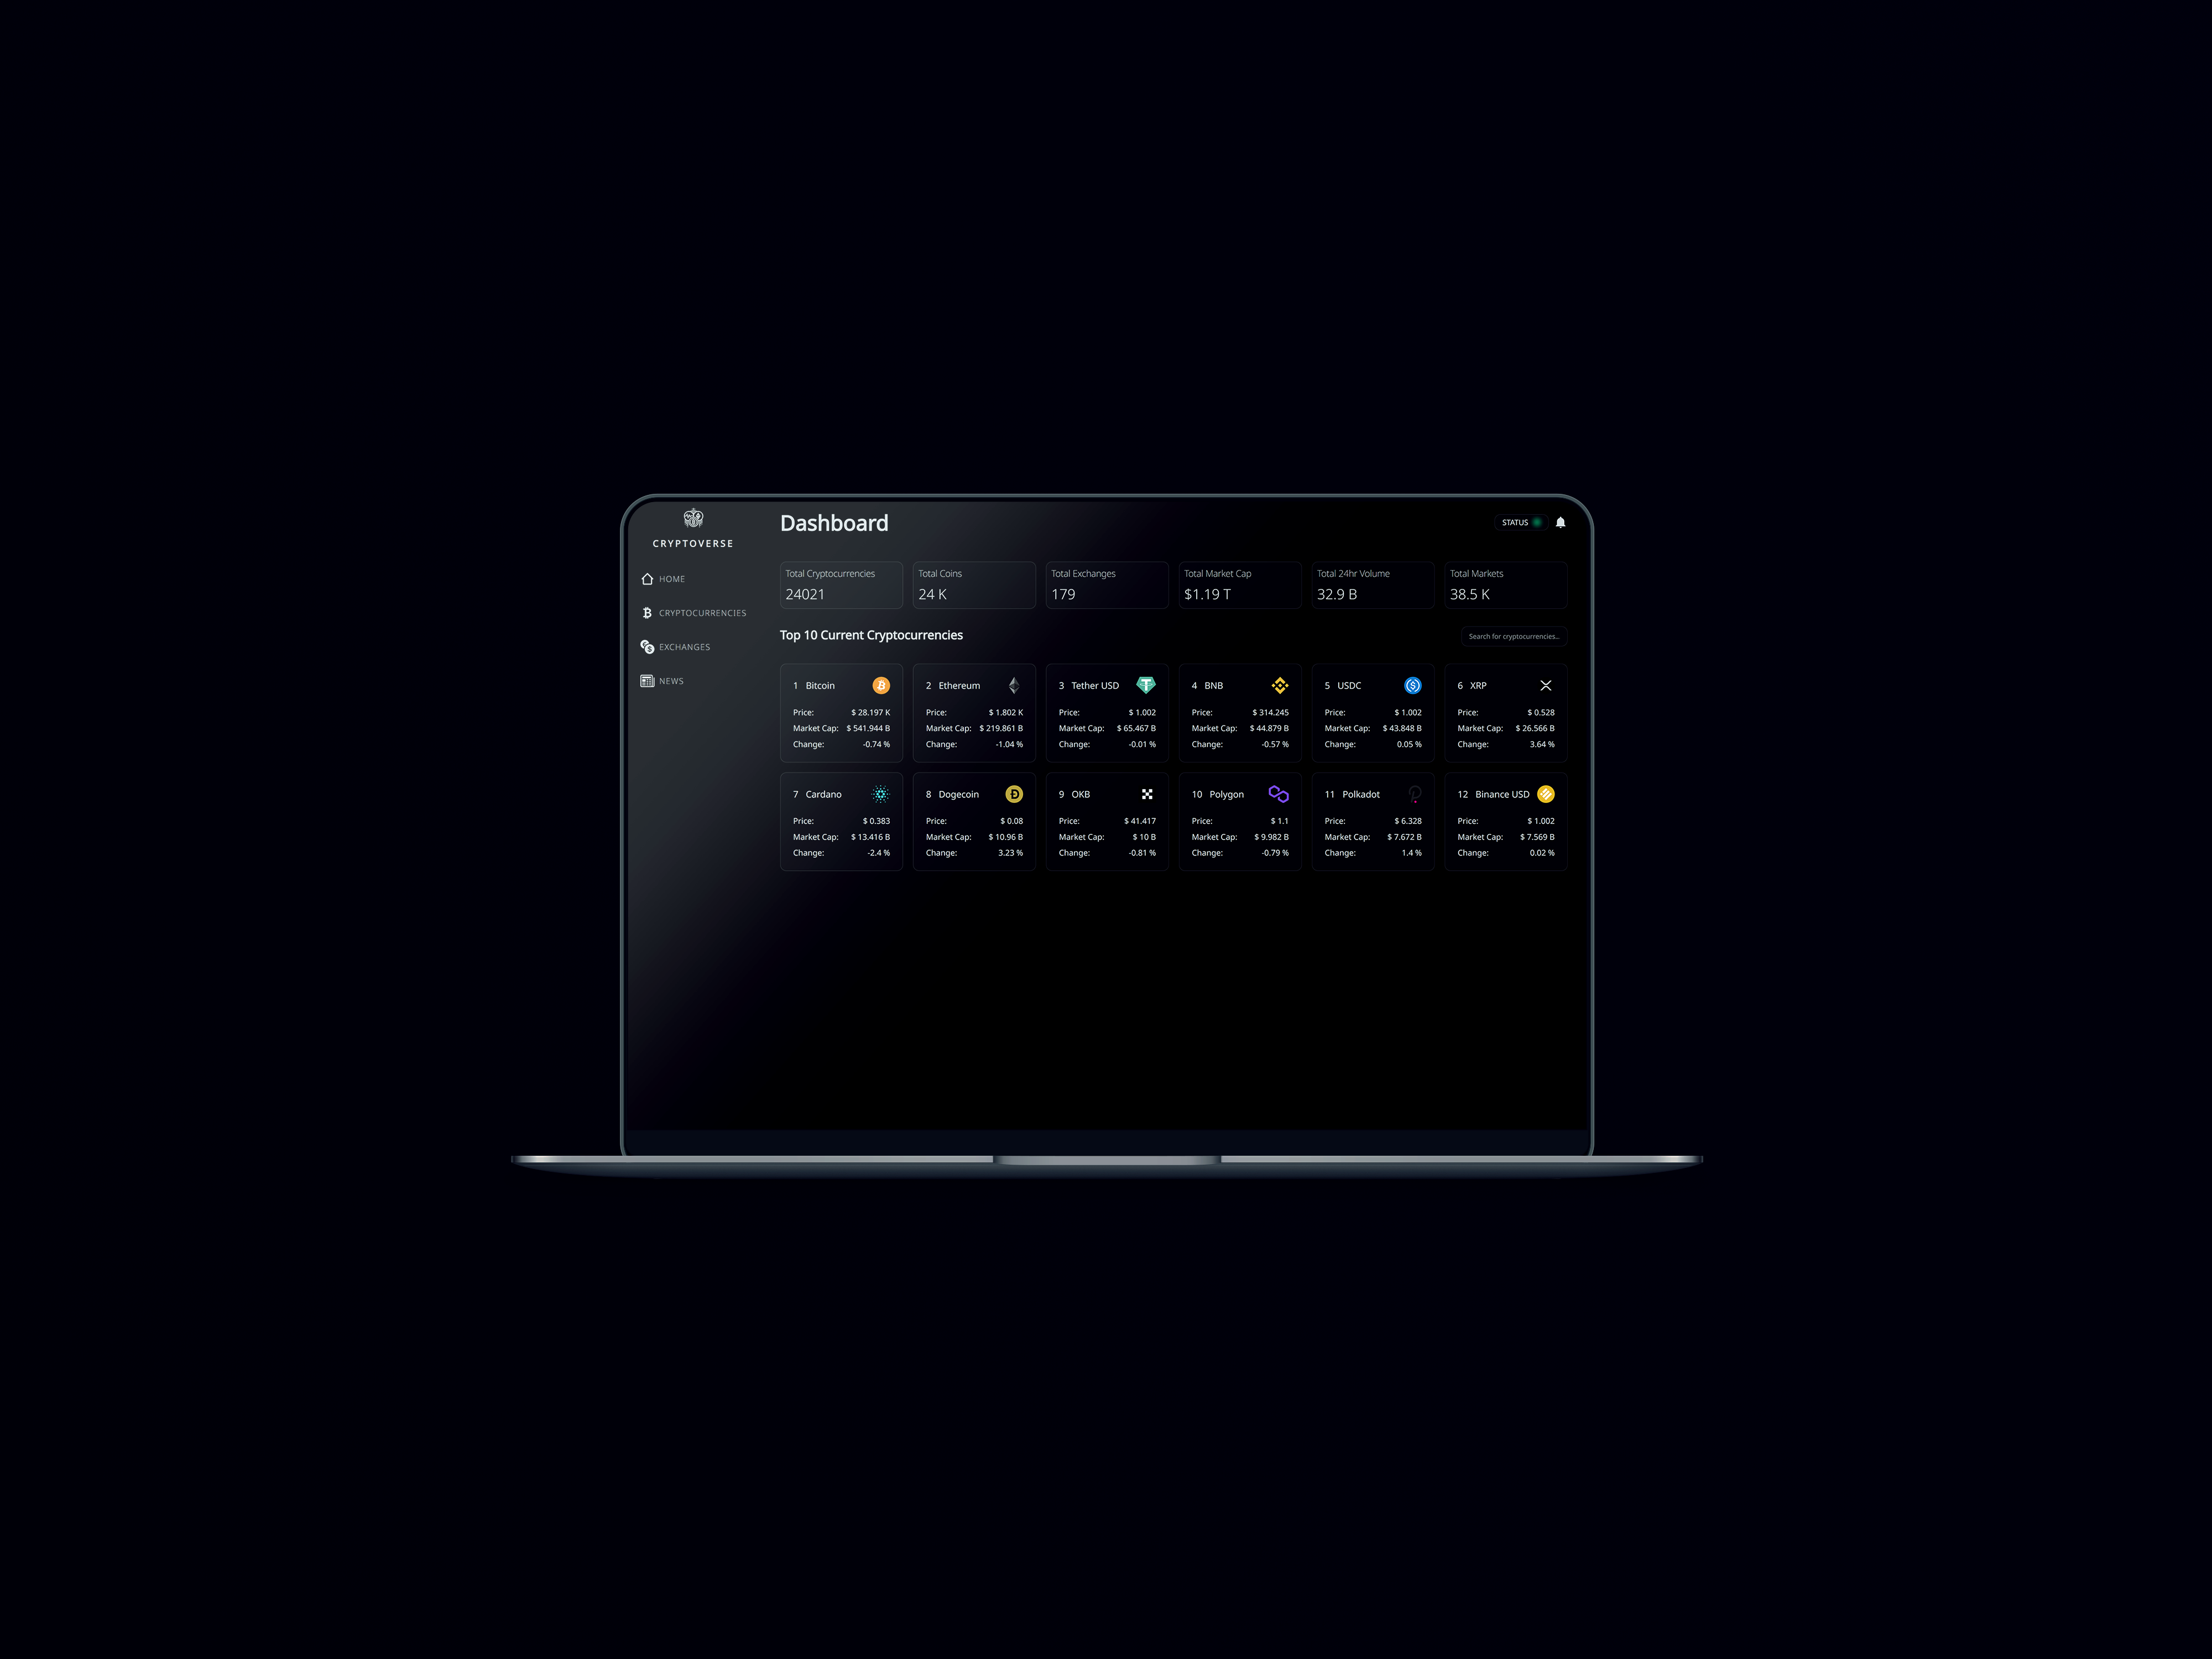 CRYPTOVERSE
HOME
CRYPTOCURRENCIES
EXCHANGES
NEWS
Dashboard
STATUS
Total Cryptocurrencies
24021
Total Coins
24 K
Total Exchanges
179
Total Market Cap
$1.19 T
Total 24hr Volume
32.9 B
Total Markets
38.5 K
Top 10 Current Cryptocurrencies
Search for cryptocurrencies...
1 Bitcoin
Price: $ 28.197 K
Market Cap: $ 541.944 B
Change: -0.74 %
2 Ethereum
Price: $ 1.802 K
Market Cap: $ 219.861 B
Change: -1.04 %
3 Tether USD
Price: $ 1.002
Market Cap: $ 65.467 B
Change: -0.01 %
4 BNB
Price: $ 314.245
Market Cap: $ 44.879 B
Change: -0.57 %
5 USDC
Price: $ 1.002
Market Cap: $ 43.848 B
Change: 0.05 %
6 XRP
Price: $ 0.528
Market Cap: $ 26.566 B
Change: 3.64 %
7 Cardano
Price: $ 0.383
Market Cap: $ 13.416 B
Change: -2.4 %
8 Dogecoin
Price: $ 0.08
Market Cap: $ 10.96 B
Change: 3.23 %
9 OKB
Price: $ 41.417
Market Cap: $ 10 B
Change: -0.81 %
10 Polygon
Price: $ 1.1
Market Cap: $ 9.982 B
Change: -0.79 %
11 Polkadot
Price: $ 6.328
Market Cap: $ 7.672 B
Change: 1.4 %
12 Binance USD
Price: $ 1.002
Market Cap: $ 7.569 B
Change: 0.02 %